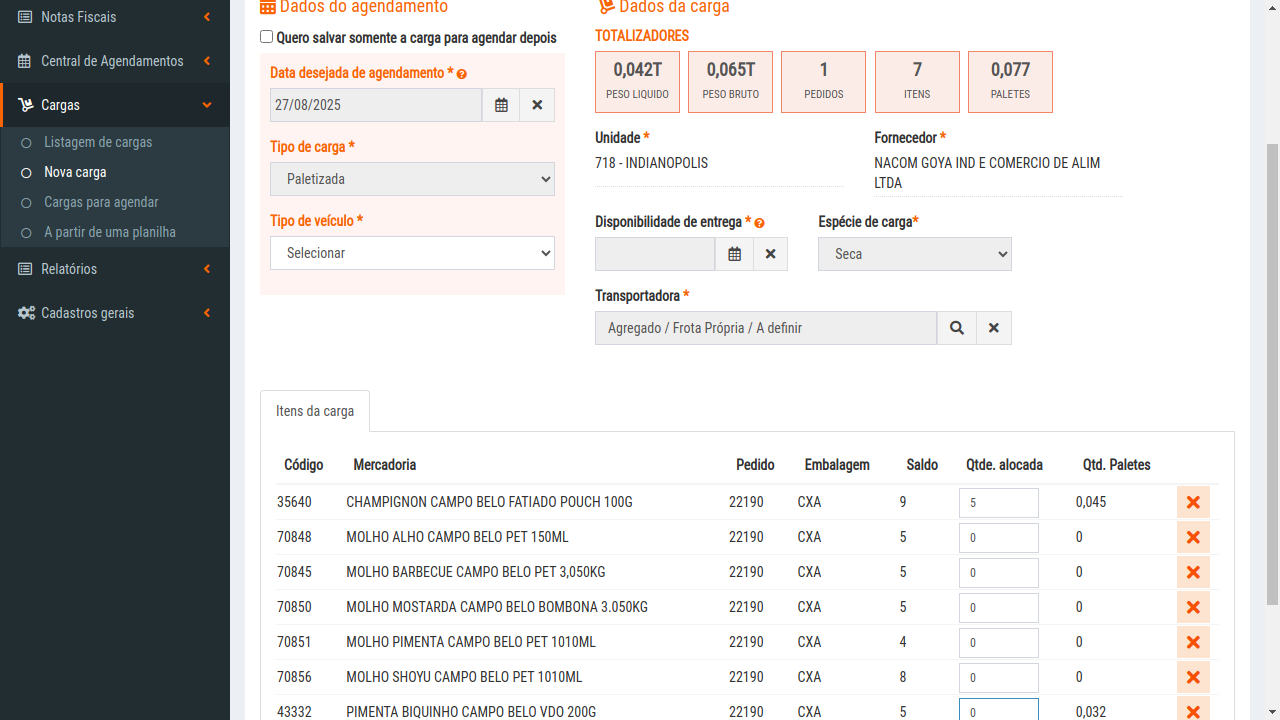 Notas Fiscais
Central de Agendamentos
Cargas
Listagem de cargas
Nova carga
Cargas para agendar
A partir de uma planilha
Relatórios
Cadastros gerais
Dados do agendamento
Quero salvar somente a carga para agendar depois
Data desejada de agendamento *
27/08/2025
Tipo de carga *
Paletizada
Tipo de veículo *
Selecionar
Dados da carga
TOTALIZADORES
0,042T 0,065T 1 7 0,077
PESO LIQUIDO PESO BRUTO PEDIDOS ITENS PALETES
Unidade * Fornecedor *
718 - INDIANOPOLIS NACOM GOYA IND E COMERCIO DE ALIM
LTDA
Disponibilidade de entrega * Espécie de carga*
Seca
Transportadora *
Agregado / Frota Própria / A definir
Itens da carga
Código Mercadoria Pedido Embalagem Saldo Qtde. alocada Qtd. Paletes
35640 CHAMPIGNON CAMPO BELO FATIADO POUCH 100G 22190 CXA 9 5 0,045
70848 MOLHO ALHO CAMPO BELO PET 150ML 22190 CXA 5 0 0
70845 MOLHO BARBECUE CAMPO BELO PET 3,050KG 22190 CXA 5 0 0
70850 MOLHO MOSTARDA CAMPO BELO BOMBONA 3.050KG 22190 CXA 5 0 0
70851 MOLHO PIMENTA CAMPO BELO PET 1010ML 22190 CXA 4 0 0
70856 MOLHO SHOYU CAMPO BELO PET 1010ML 22190 CXA 8 0 0
43332 PIMENTA BIQUINHO CAMPO BELO VDO 200G 22190 CXA 5 0 0,032